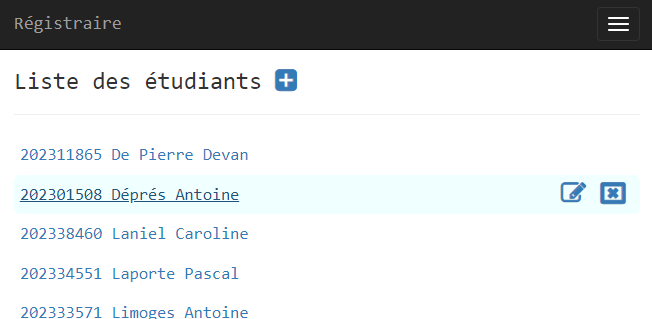 Régistraire
Liste des étudiants
202311865 De Pierre Devan
202301508 Déprés Antoine
202338460 Laniel Caroline
202334551 Laporte Pascal
202333571 Limoges Antoine